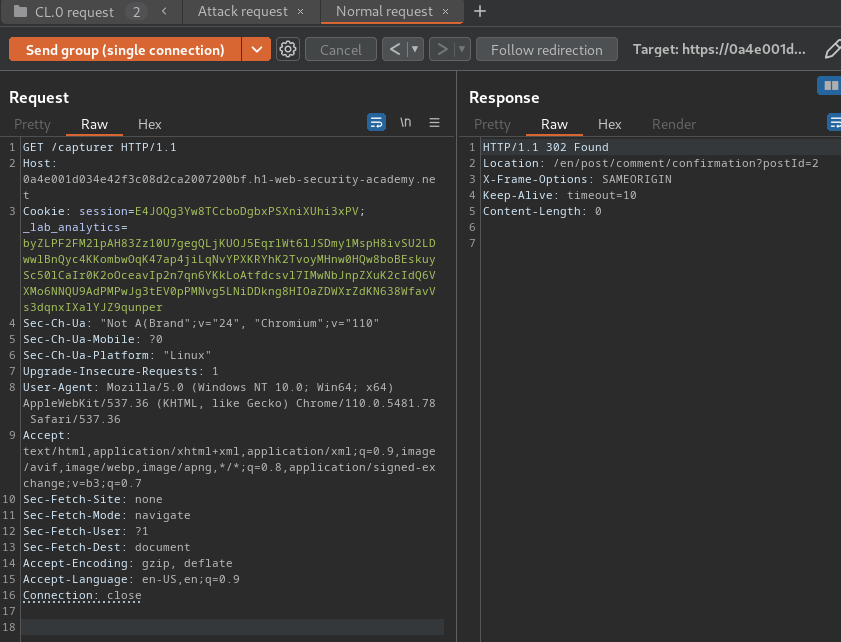 CL.0 request 2 < Attack request × Normal request × +
Send group (single connection) Cancel < > Follow redirection Target: https://0a4e001d...
Request
Pretty Raw Hex \n
1 GET /capturer HTTP/1.1
2 Host:
0a4e001d034e42f3c08d2ca2007200bf.h1-web-security-academy.ne
t
3 Cookie: session=E4JOQg3Yw8TCcboDgbxPSXniXUhi3xPV;
_lab_analytics=
byZLPF2FM2lpAH83Zz10U7gegQLjKUOJ5EqrlWt6lJSDmy1MspH8ivSU2LD
wwlBnQyc4KKombwOqK47ap4jiLqNvYPXKRYhK2TvoyMHnw0HQw8boBEskuy
Sc50lCaIr0K2oOceavIp2n7qn6YKkLoAtfdcsvl7IMwNbJnpZXuK2cIdQ6V
XMo6NNQU9AdPMPwJg3tEV0pPMNvg5LNiDDkng8HIOaZDWXrZdKN638WfavV
s3dqnxIXalYJZ9qunper
4 Sec-Ch-Ua: "Not A(Brand";v="24", "Chromium";v="110"
5 Sec-Ch-Ua-Mobile: ?0
6 Sec-Ch-Ua-Platform: "Linux"
7 Upgrade-Insecure-Requests: 1
8 User-Agent: Mozilla/5.0 (Windows NT 10.0; Win64; x64)
AppleWebKit/537.36 (KHTML, like Gecko) Chrome/110.0.5481.78
Safari/537.36
9 Accept:
text/html,application/xhtml+xml,application/xml;q=0.9,image
/avif,image/webp,image/apng,*/*;q=0.8,application/signed-ex
change;v=b3;q=0.7
10 Sec-Fetch-Site: none
11 Sec-Fetch-Mode: navigate
12 Sec-Fetch-User: ?1
13 Sec-Fetch-Dest: document
14 Accept-Encoding: gzip, deflate
15 Accept-Language: en-US,en;q=0.9
16 Connection: close
17
18
Response
Pretty Raw Hex Render
1 HTTP/1.1 302 Found
2 Location: /en/post/comment/confirmation?postId=2
3 X-Frame-Options: SAMEORIGIN
4 Keep-Alive: timeout=10
5 Content-Length: 0
6
7